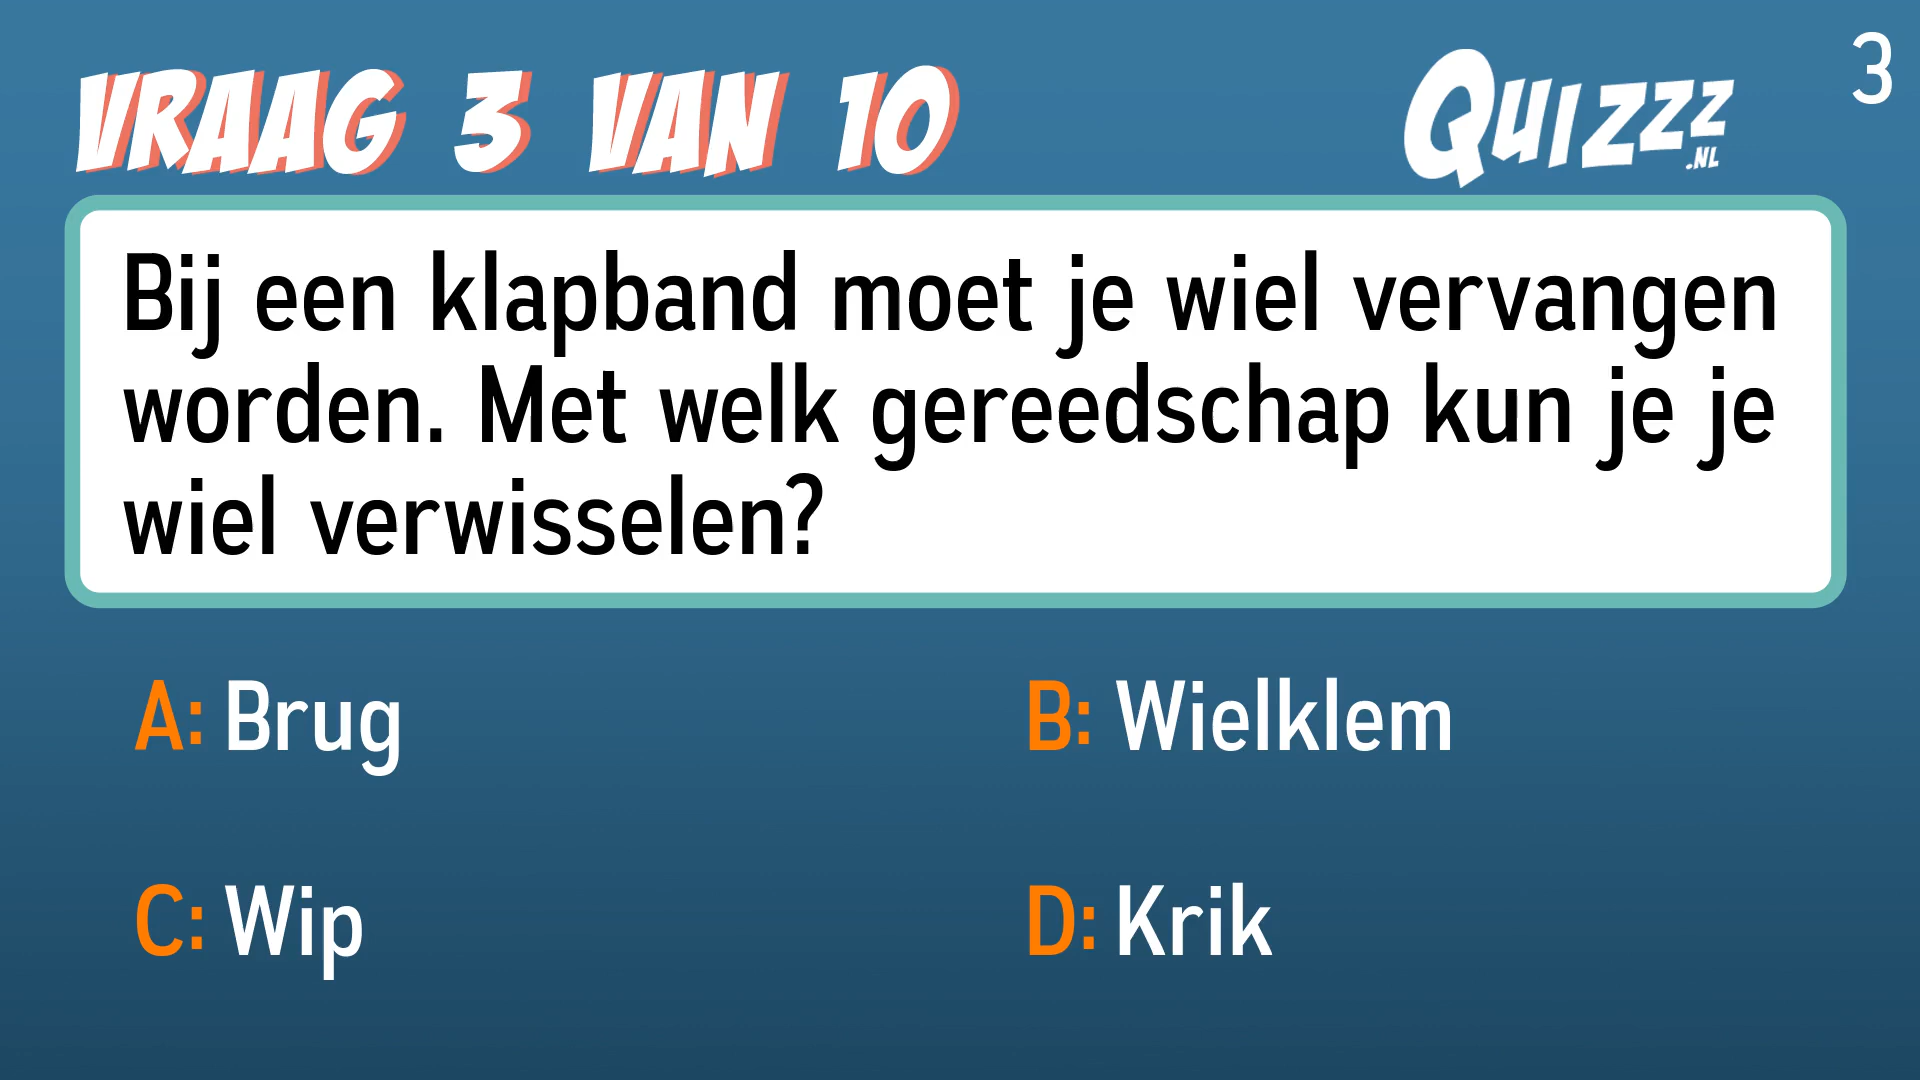 VRAAG 3 VAN 10
QUIZZZ
.NL
3
Bij een klapband moet je wiel vervangen
worden. Met welk gereedschap kun je je
wiel verwisselen?
A: Brug
B: Wielklem
C: Wip
D: Krik